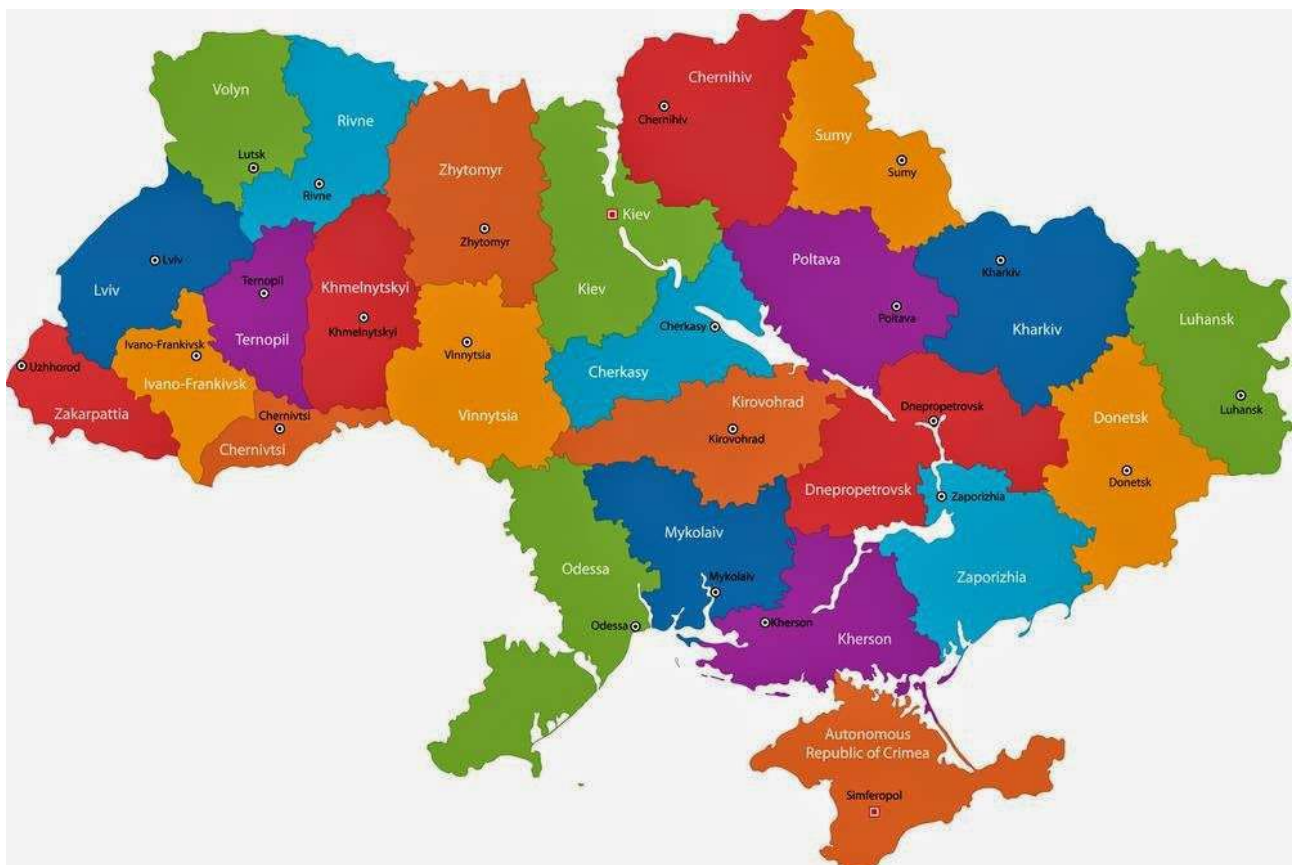 Chernihiv
Volyn
Chernihiv
Rivne
Sumy
Lutsk
Zhytomyr
Sumy
Rivne
Kiev
Zhytomyr
Poltava
Lviv
Kharkiv
Ternopil
Lviv
Khmelnytskyi
Kiev
Poltava
Luhansk
Cherkasy
Kharkiv
Khmelnytskyi
Ternopil
Ivano-Frankivsk
Vinnytsia
Uzhhorod
Cherkasy
Ivano-Frankivsk
Kirovohrad
Luhansk
Dnepropetrovsk
Zakarpattia
Chernivtsi
Vinnytsia
Donetsk
Kirovohrad
Chernivtsi
Donetsk
Dnepropetrovsk
Zaporizhia
Mykolaiv
Odessa
Mykolaiv
Zaporizhia
Kherson
Odessa
Kherson
Autonomous
Republic of Crimea
Simferopol